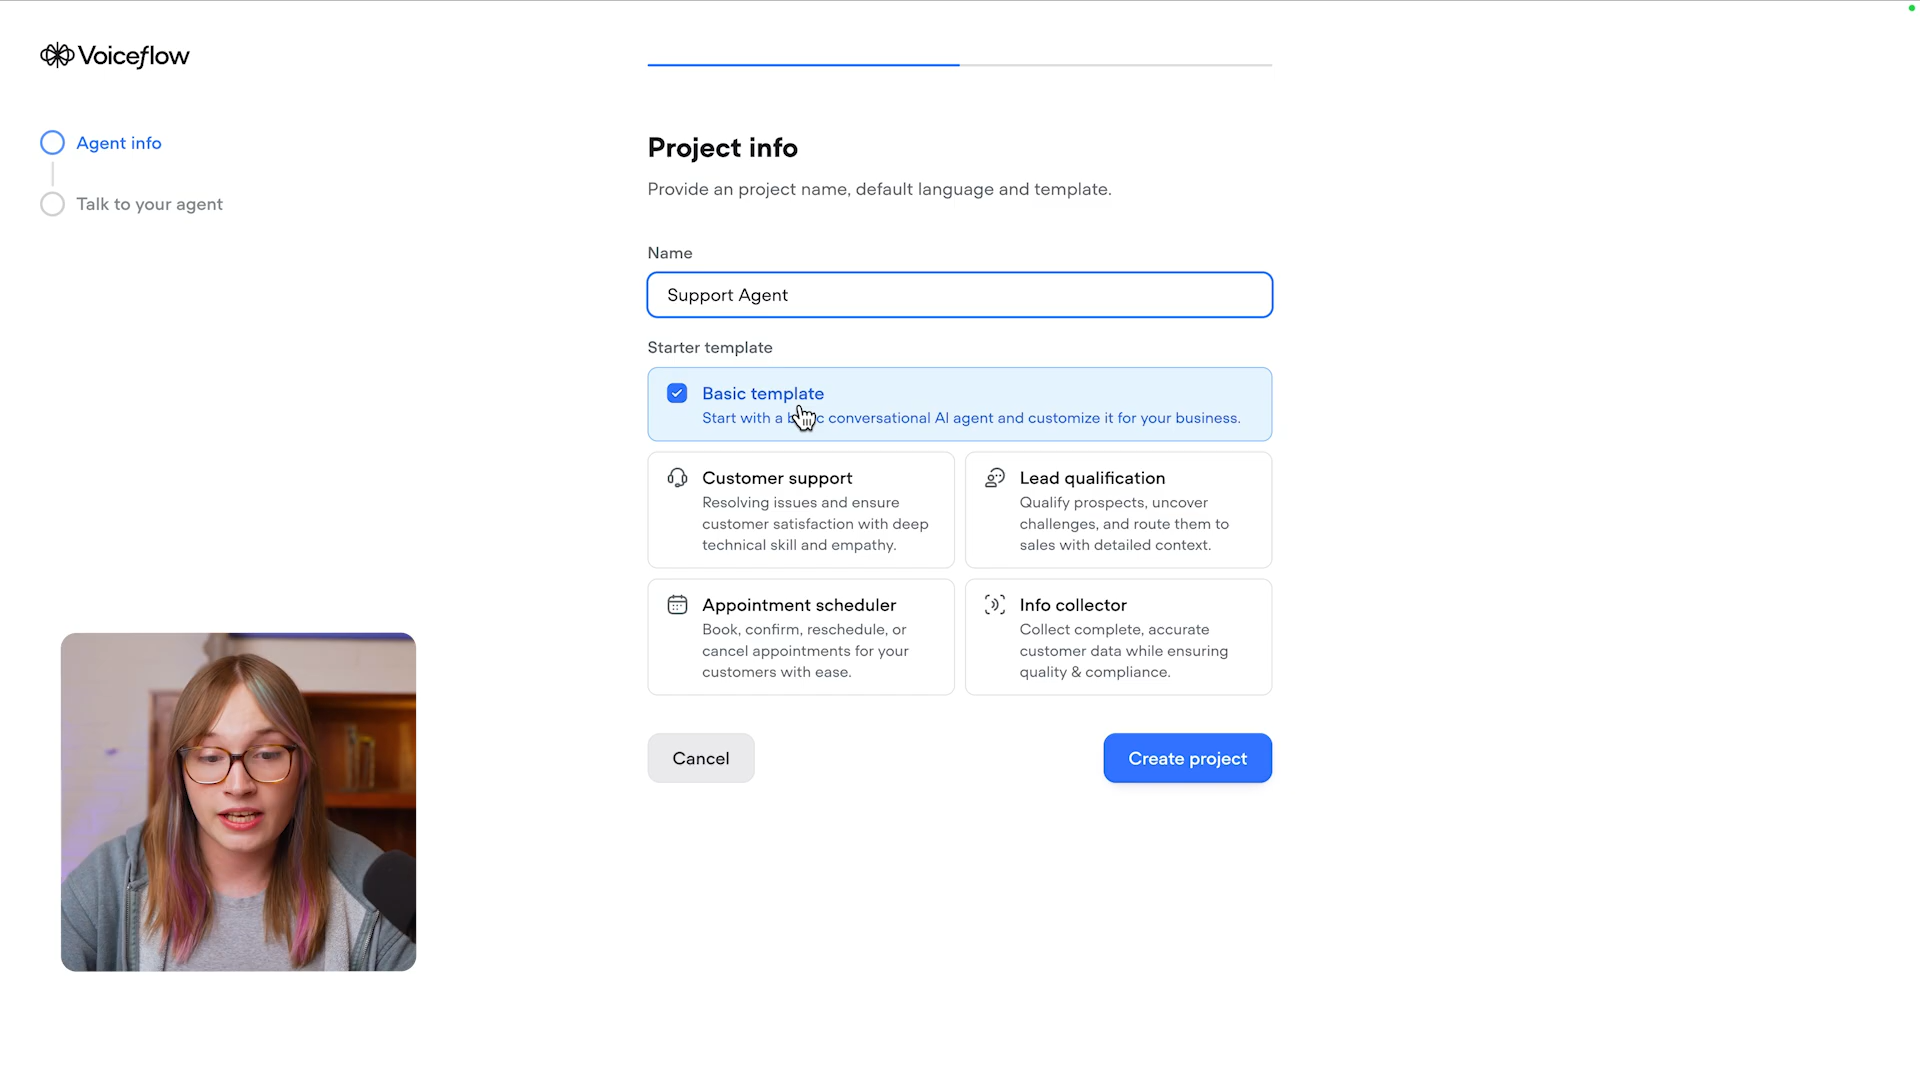 Voiceflow
Agent info
Talk to your agent
Project info
Provide an project name, default language and template.
Name
Support Agent
Starter template
Basic template
Start with a conversational AI agent and customize it for your business.
Customer support
Resolving issues and ensure
customer satisfaction with deep
technical skill and empathy.
Lead qualification
Qualify prospects, uncover
challenges, and route them to
sales with detailed context.
Appointment scheduler
Book, confirm, reschedule, or
cancel appointments for your
customers with ease.
Info collector
Collect complete, accurate
customer data while ensuring
quality & compliance.
Cancel
Create project